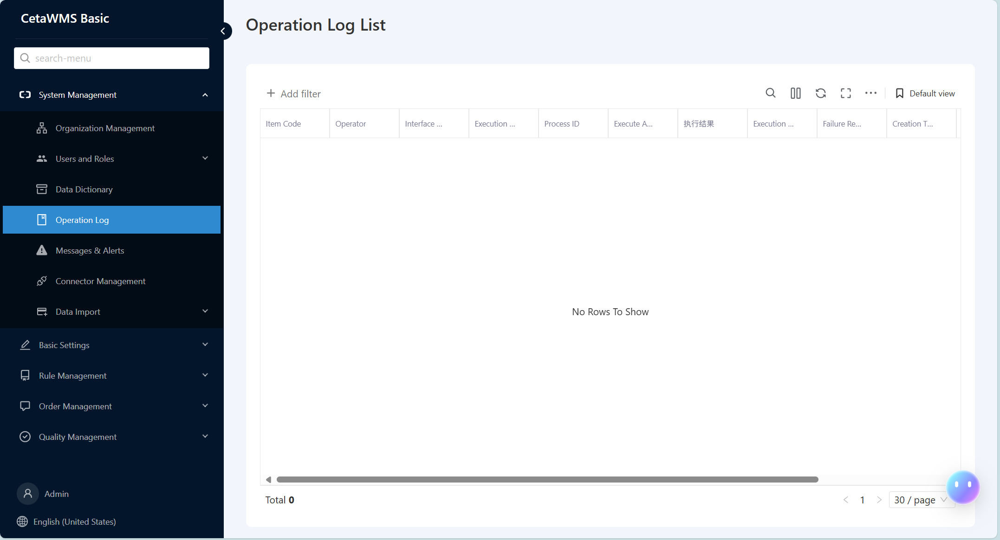 CetaWMS Basic
search-menu
System Management
Organization Management
Users and Roles
Data Dictionary
Operation Log
Messages & Alerts
Connector Management
Data Import
Basic Settings
Rule Management
Order Management
Quality Management
Admin
English (United States)
Operation Log List
Add filter
Default view
Item Code Operator Interface ... Execution ... Process ID Execute A... 执行结果 Execution ... Failure Re... Creation T...
No Rows To Show
Total 0
1
30 / page